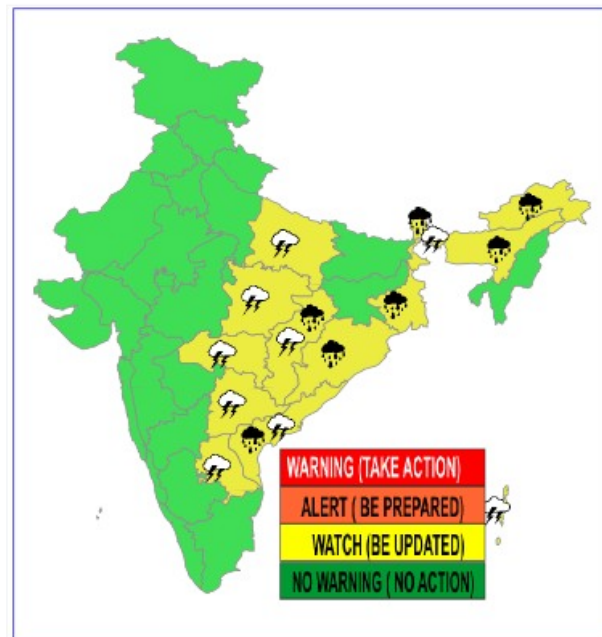 WARNING (TAKE ACTION)
ALERT ( BE PREPARED)
WATCH (BE UPDATED)
NO WARNING ( NO ACTION)